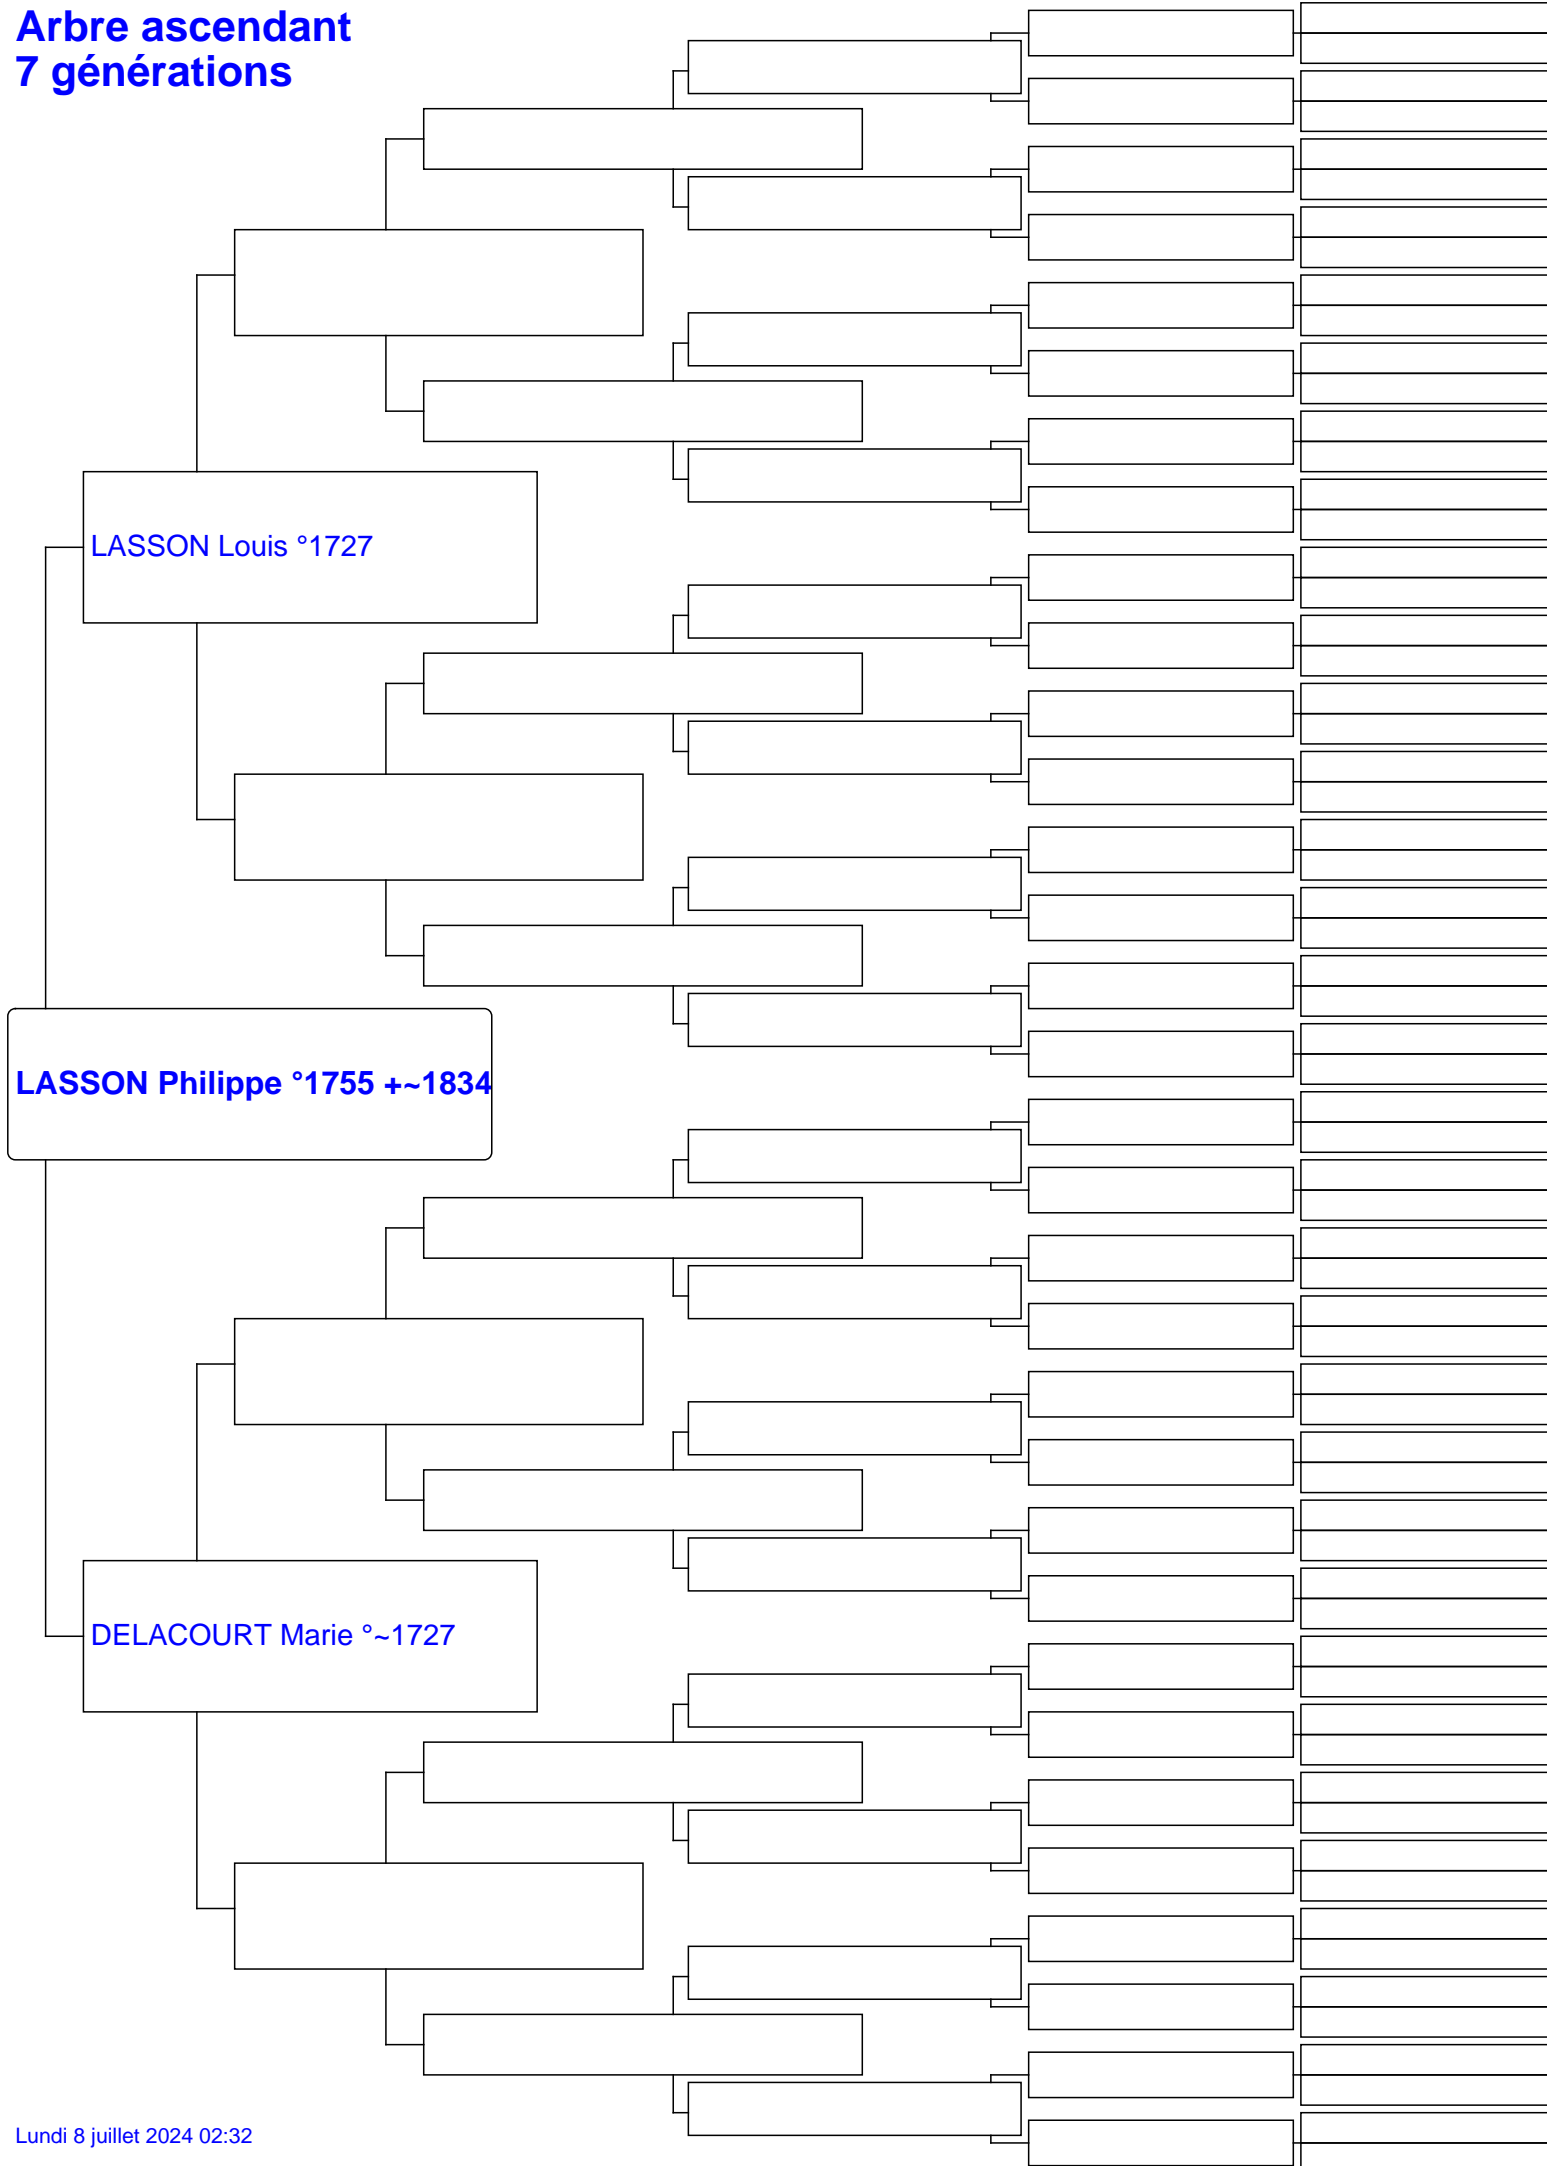 Arbre ascendant
7 générations
LASSON Louis °1727
LASSON Philippe °1755 +~1834
DELACOURT Marie °~1727
Lundi 8 juillet 2024 02:32